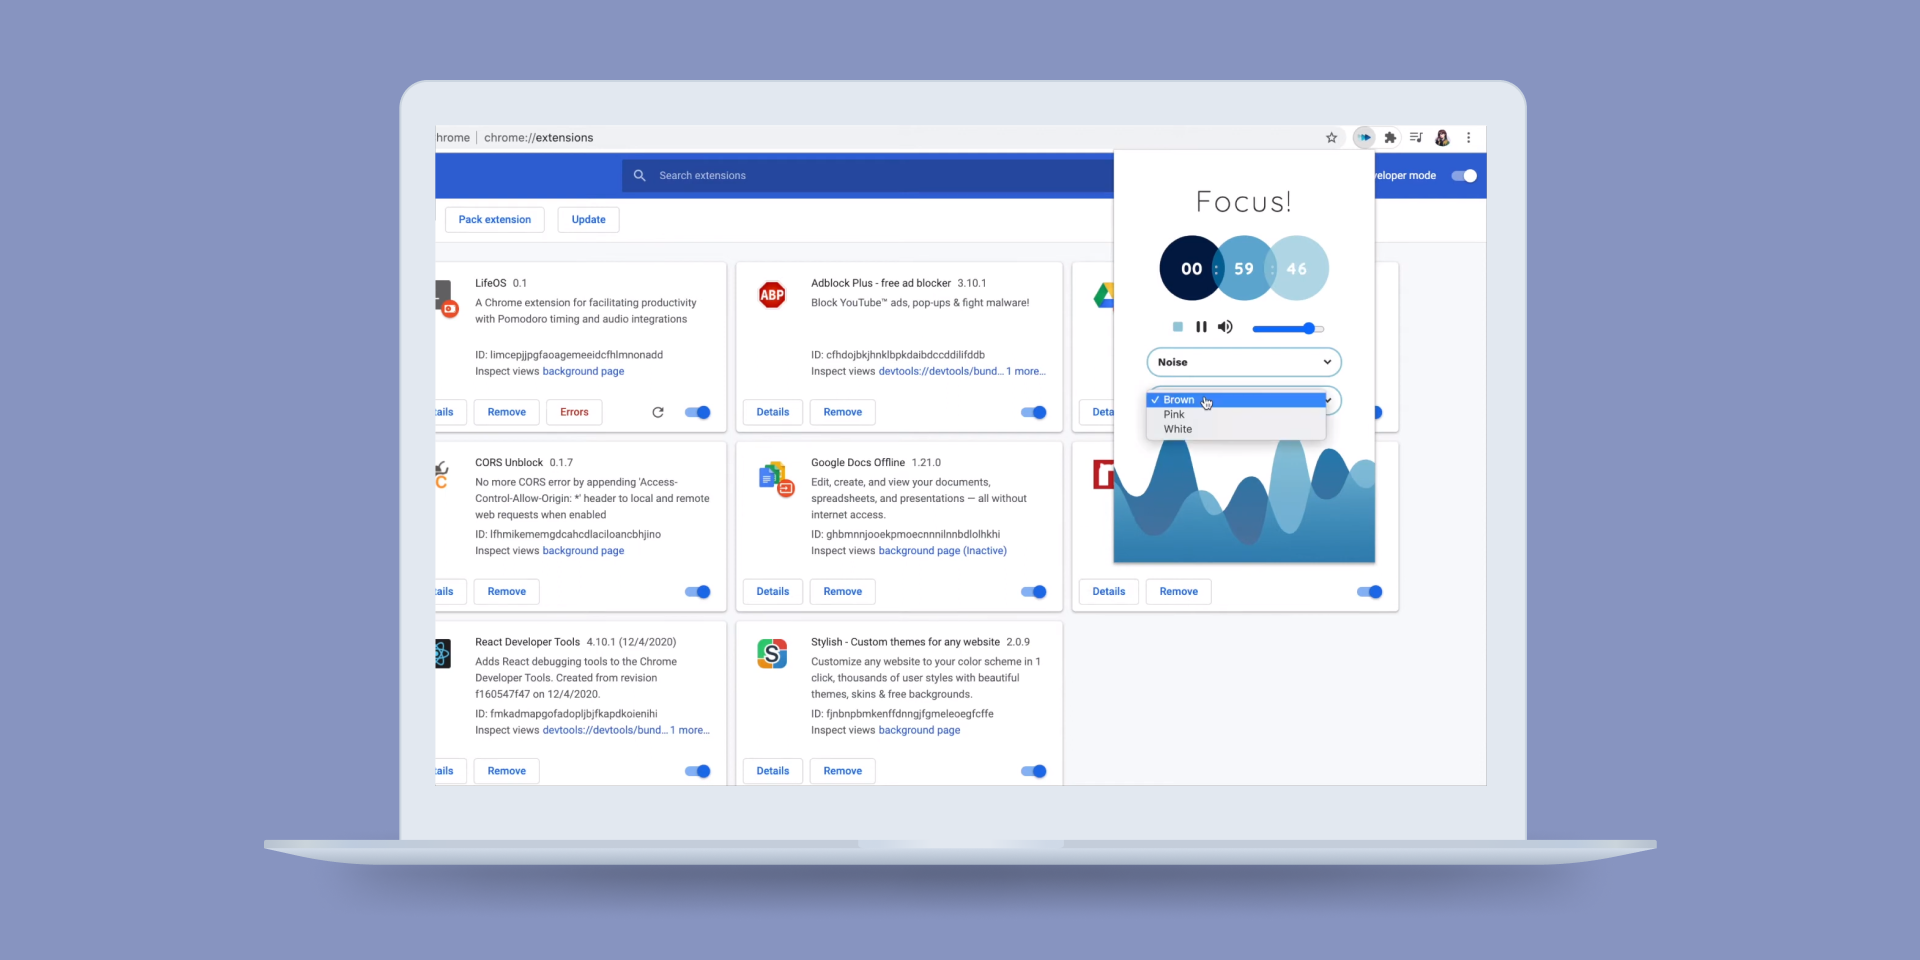 hrome | chrome://extensions
Search extensions
veloper mode
Pack extension
Update
Focus!
00 : 59 : 46
Noise
✓ Brown
Pink
White
LifeOS 0.1
A Chrome extension for facilitating productivity
with Pomodoro timing and audio integrations
ID: limcepjjpgfaoagemeeidcfhlmnonadd
Inspect views background page
tails
Remove
Errors
ABP
Adblock Plus - free ad blocker 3.10.1
Block YouTube™ ads, pop-ups & fight malware!
ID: cfhdojbkjhnklbpkdaibdccddilifddb
Inspect views devtools://devtools/bund... 1 more...
Details
Remove
Deta
CORS Unblock 0.1.7
No more CORS error by appending 'Access-
Control-Allow-Origin: *' header to local and remote
web requests when enabled
ID: lfhmikememgdcahcdlaciloancbhjino
Inspect views background page
tails
Remove
Google Docs Offline 1.21.0
Edit, create, and view your documents,
spreadsheets, and presentations — all without
internet access.
ID: ghbmnnjooekpmoecnnnilnnbdlolhkhi
Inspect views background page (Inactive)
Details
Remove
Details
Remove
React Developer Tools 4.10.1 (12/4/2020)
Adds React debugging tools to the Chrome
Developer Tools. Created from revision
f160547f47 on 12/4/2020.
ID: fmkadmapgofadopljbjfkapdkoienihi
Inspect views devtools://devtools/bund... 1 more...
tails
Remove
S
Stylish - Custom themes for any website 2.0.9
Customize any website to your color scheme in 1
click, thousands of user styles with beautiful
themes, skins & free backgrounds.
ID: fjnbnpbmkenffdnngjfgmeleoegfcffe
Inspect views background page
Details
Remove